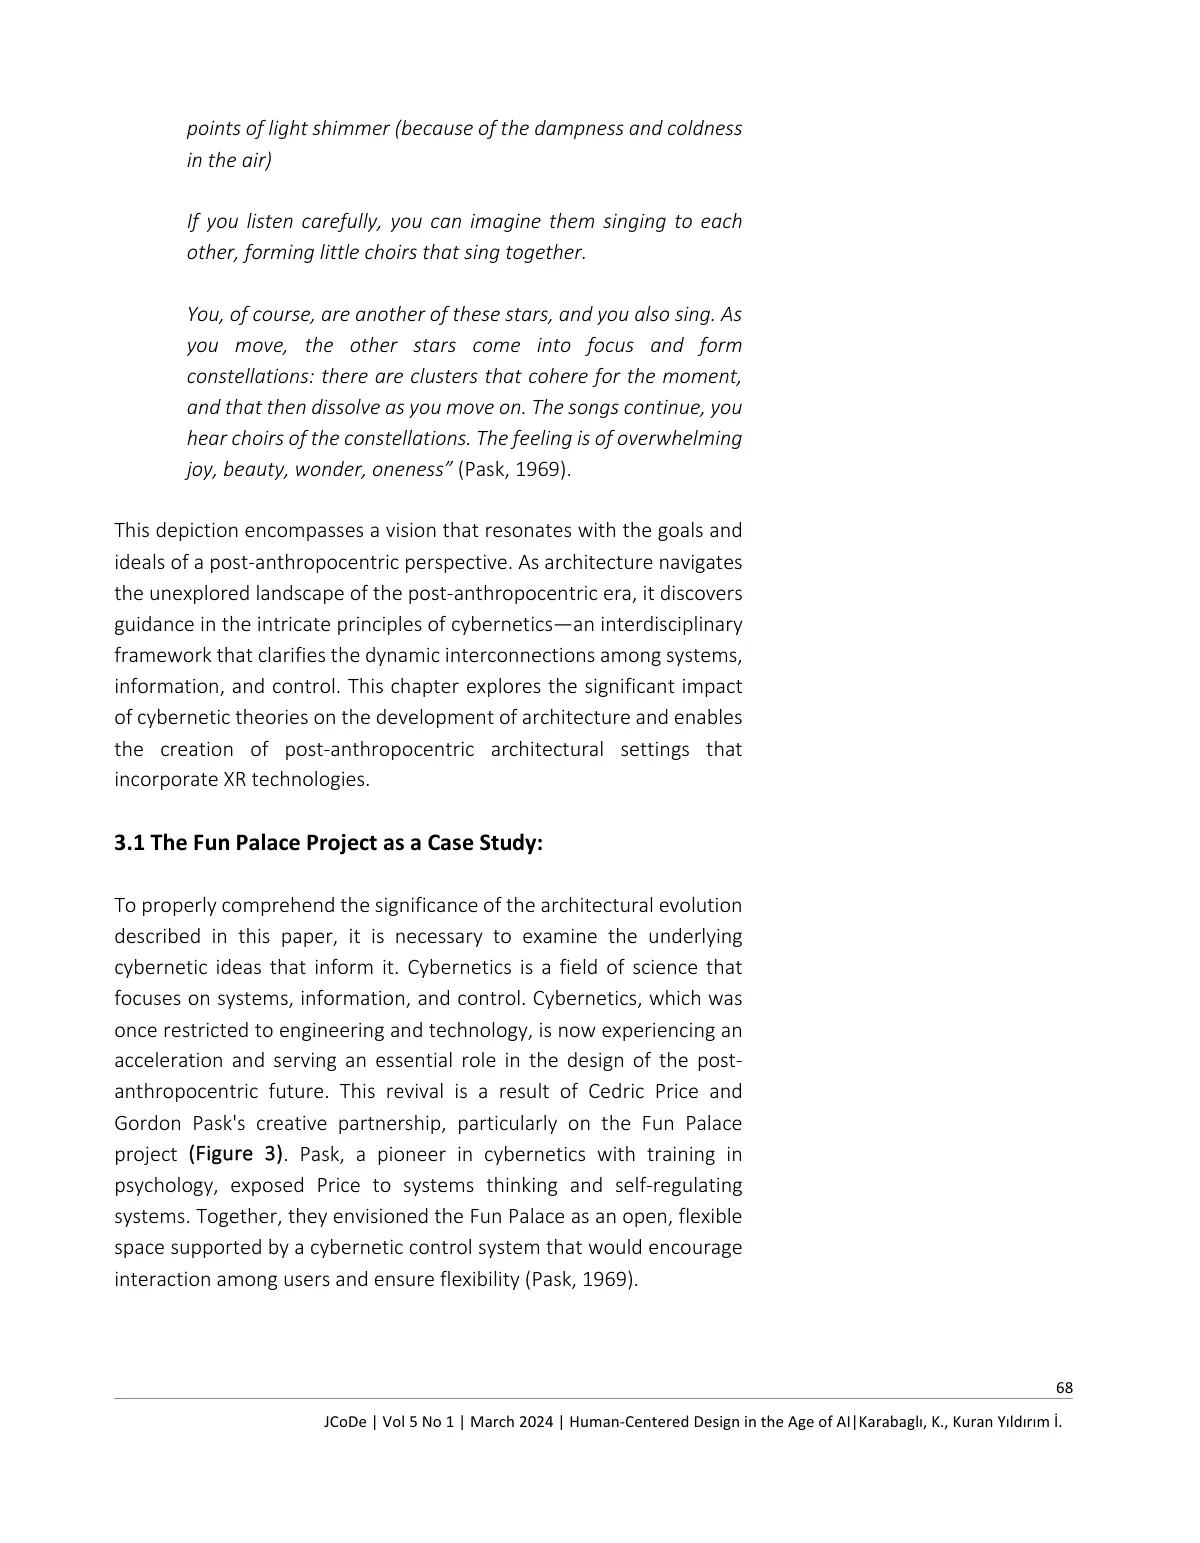 points of light shimmer (because of the dampness and coldness
in the air)
If you listen carefully, you can imagine them singing to each
other, forming little choirs that sing together.
You, of course, are another of these stars, and you also sing. As
you move, the other stars come into focus and form
constellations: there are clusters that cohere for the moment,
and that then dissolve as you move on. The songs continue, you
hear choirs of the constellations. The feeling is of overwhelming
joy, beauty, wonder, oneness” (Pask, 1969).
This depiction encompasses a vision that resonates with the goals and
ideals of a post-anthropocentric perspective. As architecture navigates
the unexplored landscape of the post-anthropocentric era, it discovers
guidance in the intricate principles of cybernetics—an interdisciplinary
framework that clarifies the dynamic interconnections among systems,
information, and control. This chapter explores the significant impact
of cybernetic theories on the development of architecture and enables
the creation of post-anthropocentric architectural settings that
incorporate XR technologies.
3.1 The Fun Palace Project as a Case Study:
To properly comprehend the significance of the architectural evolution
described in this paper, it is necessary to examine the underlying
cybernetic ideas that inform it. Cybernetics is a field of science that
focuses on systems, information, and control. Cybernetics, which was
once restricted to engineering and technology, is now experiencing an
acceleration and serving an essential role in the design of the post-
anthropocentric future. This revival is a result of Cedric Price and
Gordon Pask's creative partnership, particularly on the Fun Palace
project (Figure 3). Pask, a pioneer in cybernetics with training in
psychology, exposed Price to systems thinking and self-regulating
systems. Together, they envisioned the Fun Palace as an open, flexible
space supported by a cybernetic control system that would encourage
interaction among users and ensure flexibility (Pask, 1969).
68
JCoDe | Vol 5 No 1 | March 2024 | Human-Centered Design in the Age of AI|Karabaglı, K., Kuran Yıldırım İ.